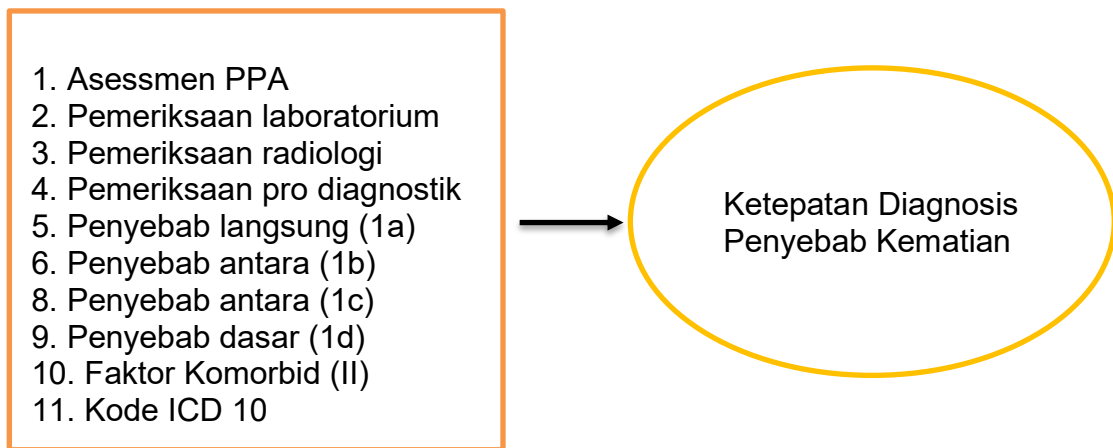 1. Asessmen PPA
2. Pemeriksaan laboratorium
3. Pemeriksaan radiologi
4. Pemeriksaan pro diagnostik
5. Penyebab langsung (1a)
6. Penyebab antara (1b)
8. Penyebab antara (1c)
9. Penyebab dasar (1d)
10. Faktor Komorbid (II)
11. Kode ICD 10
Ketepatan Diagnosis
Penyebab Kematian